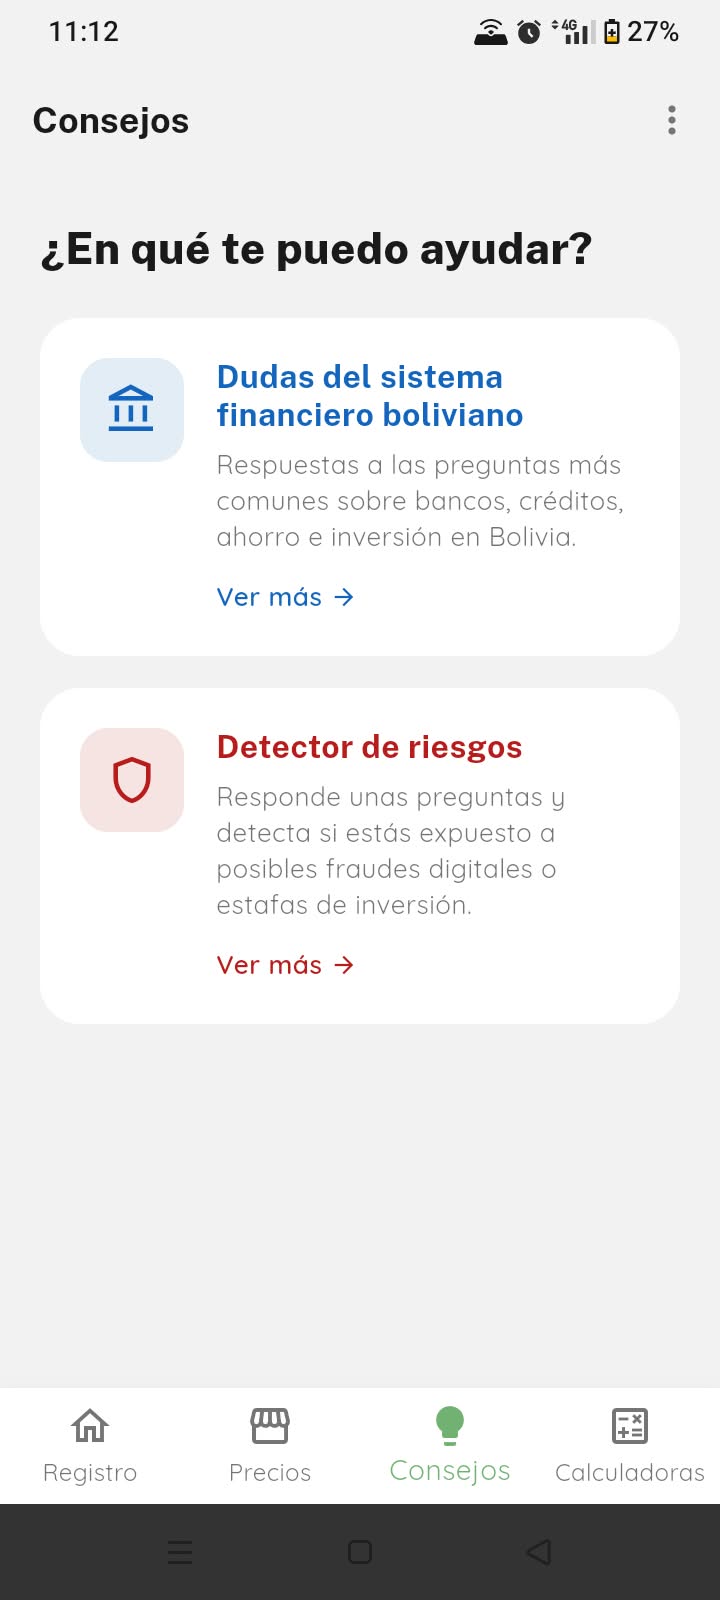 11:12
4G
27%
Consejos
¿En qué te puedo ayudar?
Dudas del sistema
financiero boliviano
Respuestas a las preguntas más
comunes sobre bancos, créditos,
ahorro e inversión en Bolivia.
Ver más →
Detector de riesgos
Responde unas preguntas y
detecta si estás expuesto a
posibles fraudes digitales o
estafas de inversión.
Ver más →
Registro
Precios
Consejos
Calculadoras